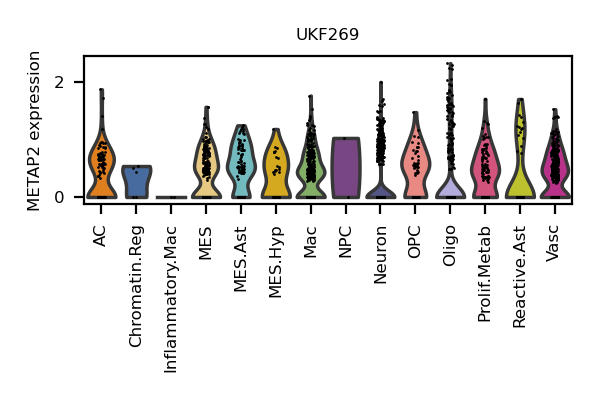 UKF269
METAP2 expression
2
0
AC
Chromatin.Reg
Inflammatory.Mac
MES
MES.Ast
MES.Hyp
Mac
NPC
Neuron
OPC
Oligo
Prolif.Metab
Reactive.Ast
Vasc